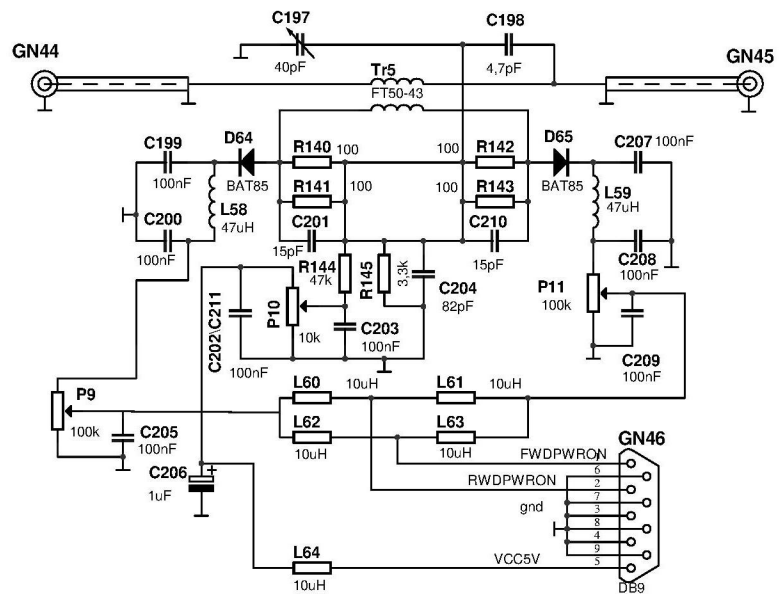 C197
C198
GN44
GN45
40pF
4,7pF
Tr5
FT50-43
C199
D64
R140
100
R142
D65
C207
100nF
100
100nF
BAT85
R141
100
100
R143
BAT85
L58
47uH
L59
47uH
C200
C201
C210
100nF
15pF
15pF
C208
100nF
R144
47k
R145
3,3k
C204
82pF
P11
100k
C202\C211
P10
10k
C203
100nF
100nF
C209
100nF
P9
100k
L60
10uH
L61
10uH
L62
L63
10uH
10uH
C205
100nF
GN46
C206
+
1uF
FWDPWRON
1
6
RWDPWRON
2
7
gnd
3
8
4
9
L64
VCC5V
5
10uH
DB9